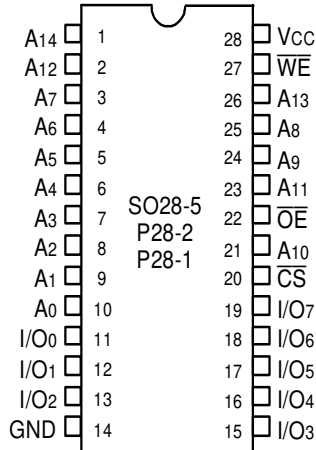 A14 1 28 VCC
A12 2 27 WE
A7 3 26 A13
A6 4 25 A8
A5 5 24 A9
A4 6 23 A11
A3 7 SO28-5 22 OE
A2 8 P28-2 21 A10
A1 9 P28-1 20 CS
A0 10 19 I/O7
I/O0 11 18 I/O6
I/O1 12 17 I/O5
I/O2 13 16 I/O4
GND 14 15 I/O3